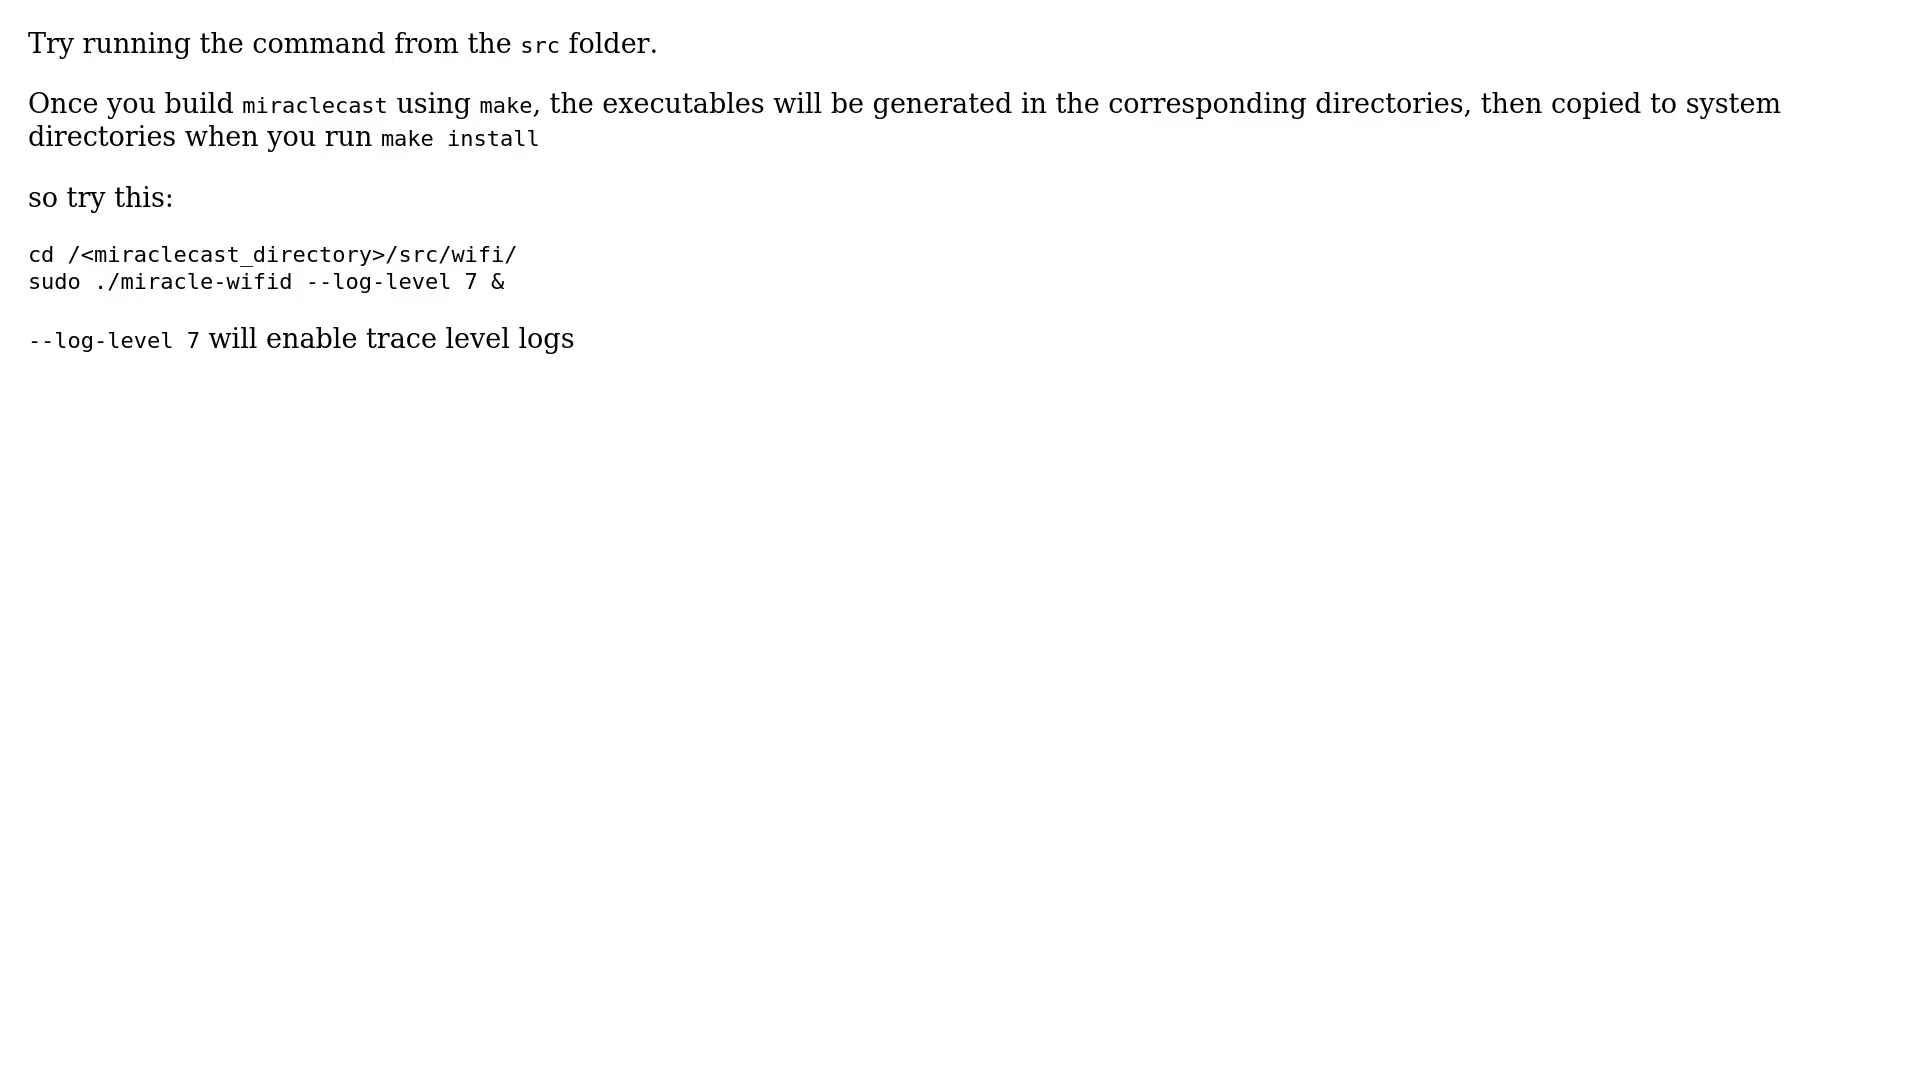 Try running the command from the src folder.
Once you build miraclecast using make, the executables will be generated in the corresponding directories, then copied to system
directories when you run make install
so try this:
cd /<miraclecast_directory>/src/wifi/
sudo ./miracle-wifid --log-level 7 &
--log-level 7 will enable trace level logs